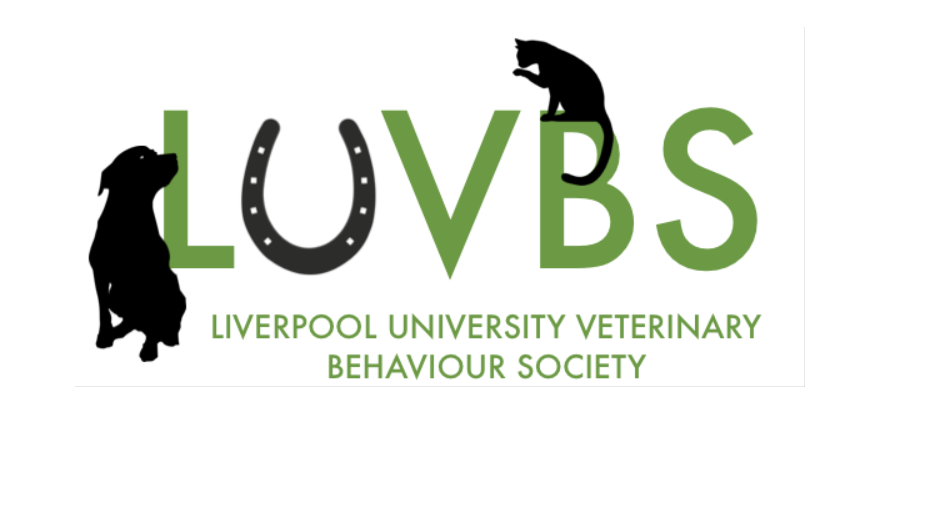 LUVBS
LIVERPOOL UNIVERSITY VETERINARY
BEHAVIOUR SOCIETY